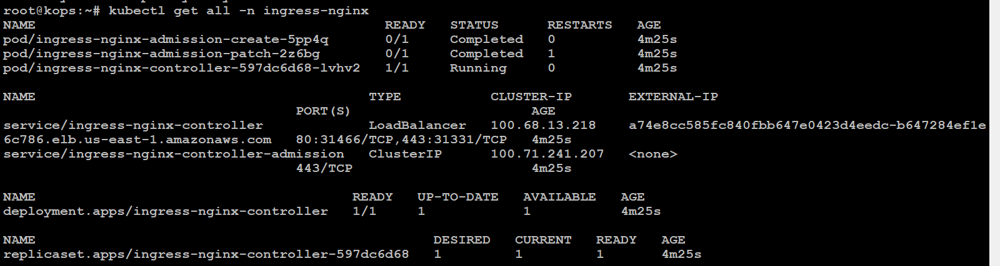 root@kops:~# kubectl get all -n ingress-nginx
NAME                                           READY   STATUS      RESTARTS   AGE
pod/ingress-nginx-admission-create-5pp4q       0/1     Completed   0          4m25s
pod/ingress-nginx-admission-patch-2z6bg        0/1     Completed   1          4m25s
pod/ingress-nginx-controller-597dc6d68-lvhv2   1/1     Running     0          4m25s
NAME                                         TYPE           CLUSTER-IP       EXTERNAL-IP
                                    PORT(S)                      AGE
service/ingress-nginx-controller             LoadBalancer   100.68.13.218    a74e8cc585fc840fbb647e0423d4eedc-b647284ef1e
6c786.elb.us-east-1.amazonaws.com   80:31466/TCP,443:31331/TCP   4m25s
service/ingress-nginx-controller-admission   ClusterIP      100.71.241.207   <none>
                                    443/TCP                      4m25s
NAME                                       READY   UP-TO-DATE   AVAILABLE   AGE
deployment.apps/ingress-nginx-controller   1/1     1            1           4m25s
NAME                                                 DESIRED   CURRENT   READY   AGE
replicaset.apps/ingress-nginx-controller-597dc6d68   1         1         1       4m25s